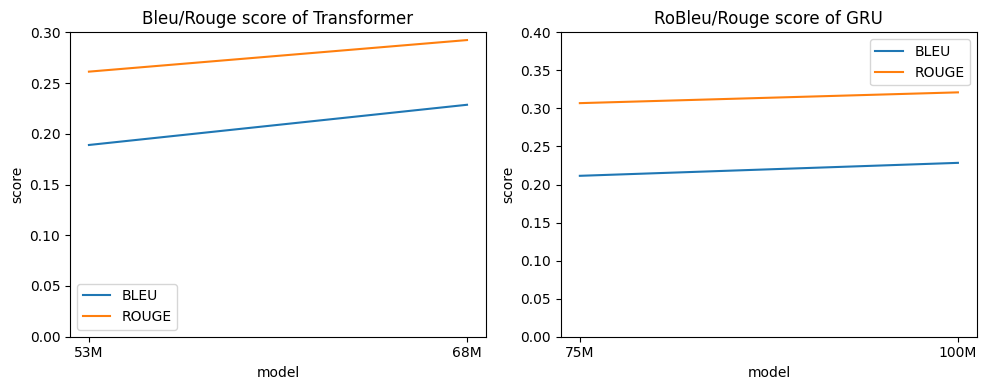 Bleu/Rouge score of Transformer
0.30
0.25
0.20
0.15
0.10
0.05
0.00
score
BLEU
ROUGE
53M
68M
model
RoBleu/Rouge score of GRU
0.40
0.35
0.30
0.25
0.20
0.15
0.10
0.05
0.00
score
BLEU
ROUGE
75M
100M
model